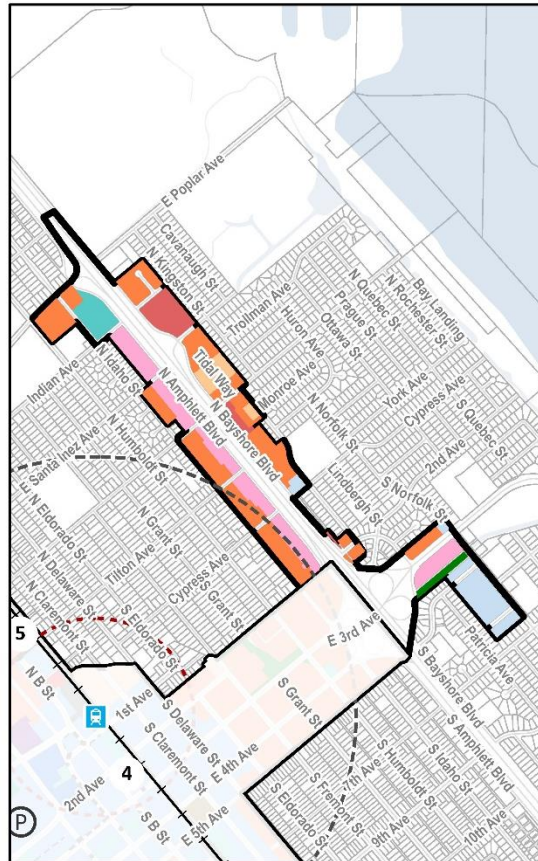 E Poplar Ave
Cavanaugh St
N Kingston St
Trollman Ave
Huron Ave
Ottawa St
Prague St
N Quebec St
N Rochester St
Bay Landing
Tidal Way
Monroe Ave
Indian Ave
N Idaho St
N Amphlett Blvd
N Bayshore Blvd
York Ave
Cypress Ave
S Quebec St
N Norfolk St
2nd Ave
E Santa Inez Ave
N Humboldt St
Lindbergh St
S Norfolk St
N Eldorado St
N Grant St
Tilton Ave
Cypress Ave
N Delaware St
N Claremont St
S Eldorado St
S Grant St
5
E 3rd Ave
Patricia Ave
N B St
1st Ave
S Delaware St
S Claremont St
S Grant St
S Bayshore Blvd
S Amphlett Blvd
4
E 4th Ave
2nd Ave
S B St
E 5th Ave
7th Ave
S Humboldt St
S Idaho St
S Fremont St
S Eldorado St
9th Ave
10th Ave
P